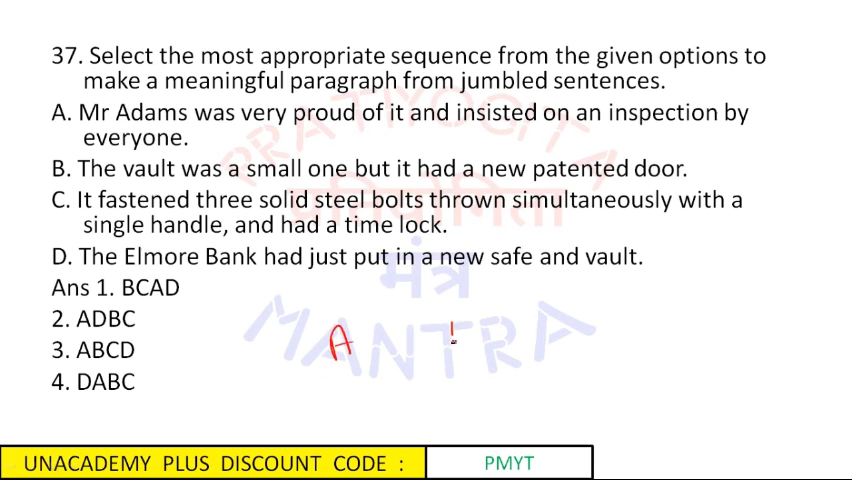 37. Select the most appropriate sequence from the given options to
make a meaningful paragraph from jumbled sentences.
A. Mr Adams was very proud of it and insisted on an inspection by
everyone.
B. The vault was a small one but it had a new patented door.
C. It fastened three solid steel bolts thrown simultaneously with a
single handle, and had a time lock.
D. The Elmore Bank had just put in a new safe and vault.
Ans 1. BCAD
2. ADBC
3. ABCD
4. DABC
A
PRATIYOGITA
प्रतियोगिता
मंत्र
MANTRA
UNACADEMY PLUS DISCOUNT CODE :
PMYT